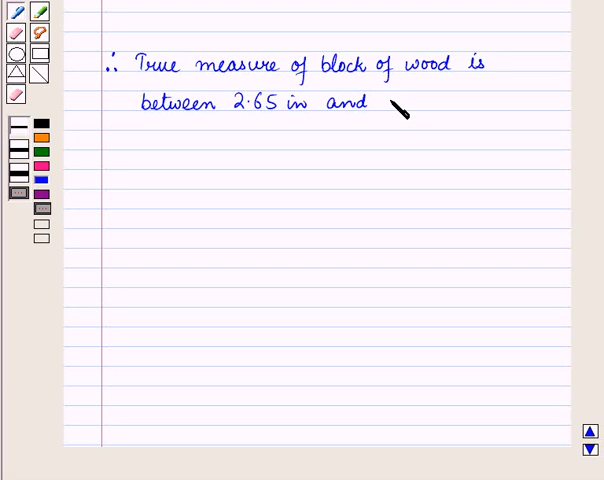 ∴ True measure of block of wood is
between 2.65 in and